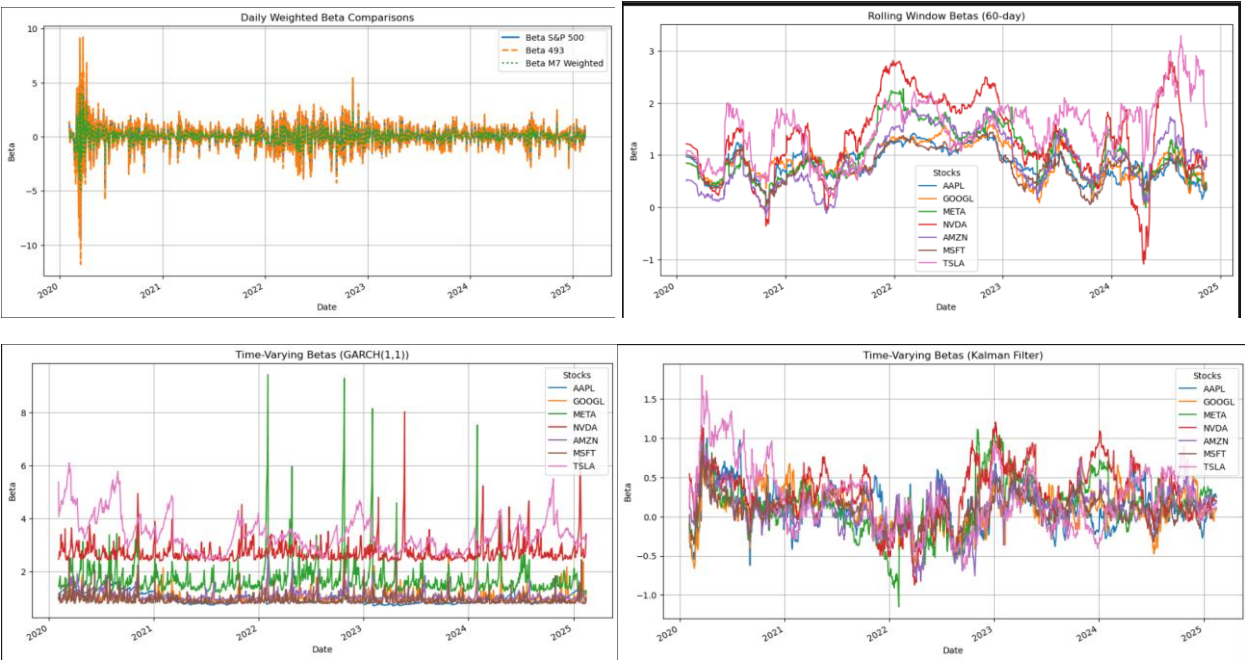 Daily Weighted Beta Comparisons
10
5
0
−5
−10
Beta
Beta S&P 500
Beta 493
Beta M7 Weighted
2020
2021
2022
2023
2024
2025
Date
Rolling Window Betas (60-day)
3
2
1
0
−1
Beta
Stocks
AAPL
GOOGL
META
NVDA
AMZN
MSFT
TSLA
2020
2021
2022
2023
2024
2025
Date
Time-Varying Betas (GARCH(1,1))
8
6
4
2
Beta
Stocks
AAPL
GOOGL
META
NVDA
AMZN
MSFT
TSLA
2020
2021
2022
2023
2024
2025
Date
Time-Varying Betas (Kalman Filter)
1.5
1.0
0.5
0.0
−0.5
−1.0
Beta
Stocks
AAPL
GOOGL
META
NVDA
AMZN
MSFT
TSLA
2020
2021
2022
2023
2024
2025
Date